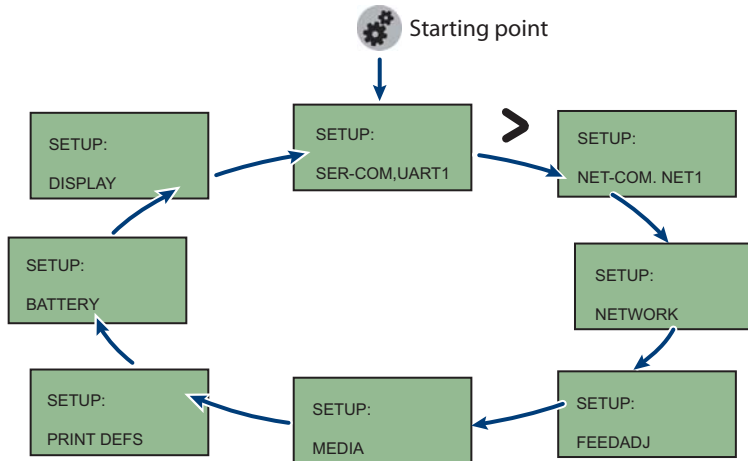 Starting point
SETUP:
SER-COM,UART1
>
SETUP:
NET-COM. NET1
SETUP:
NETWORK
SETUP:
FEEDADJ
SETUP:
MEDIA
SETUP:
PRINT DEFS
SETUP:
BATTERY
SETUP:
DISPLAY